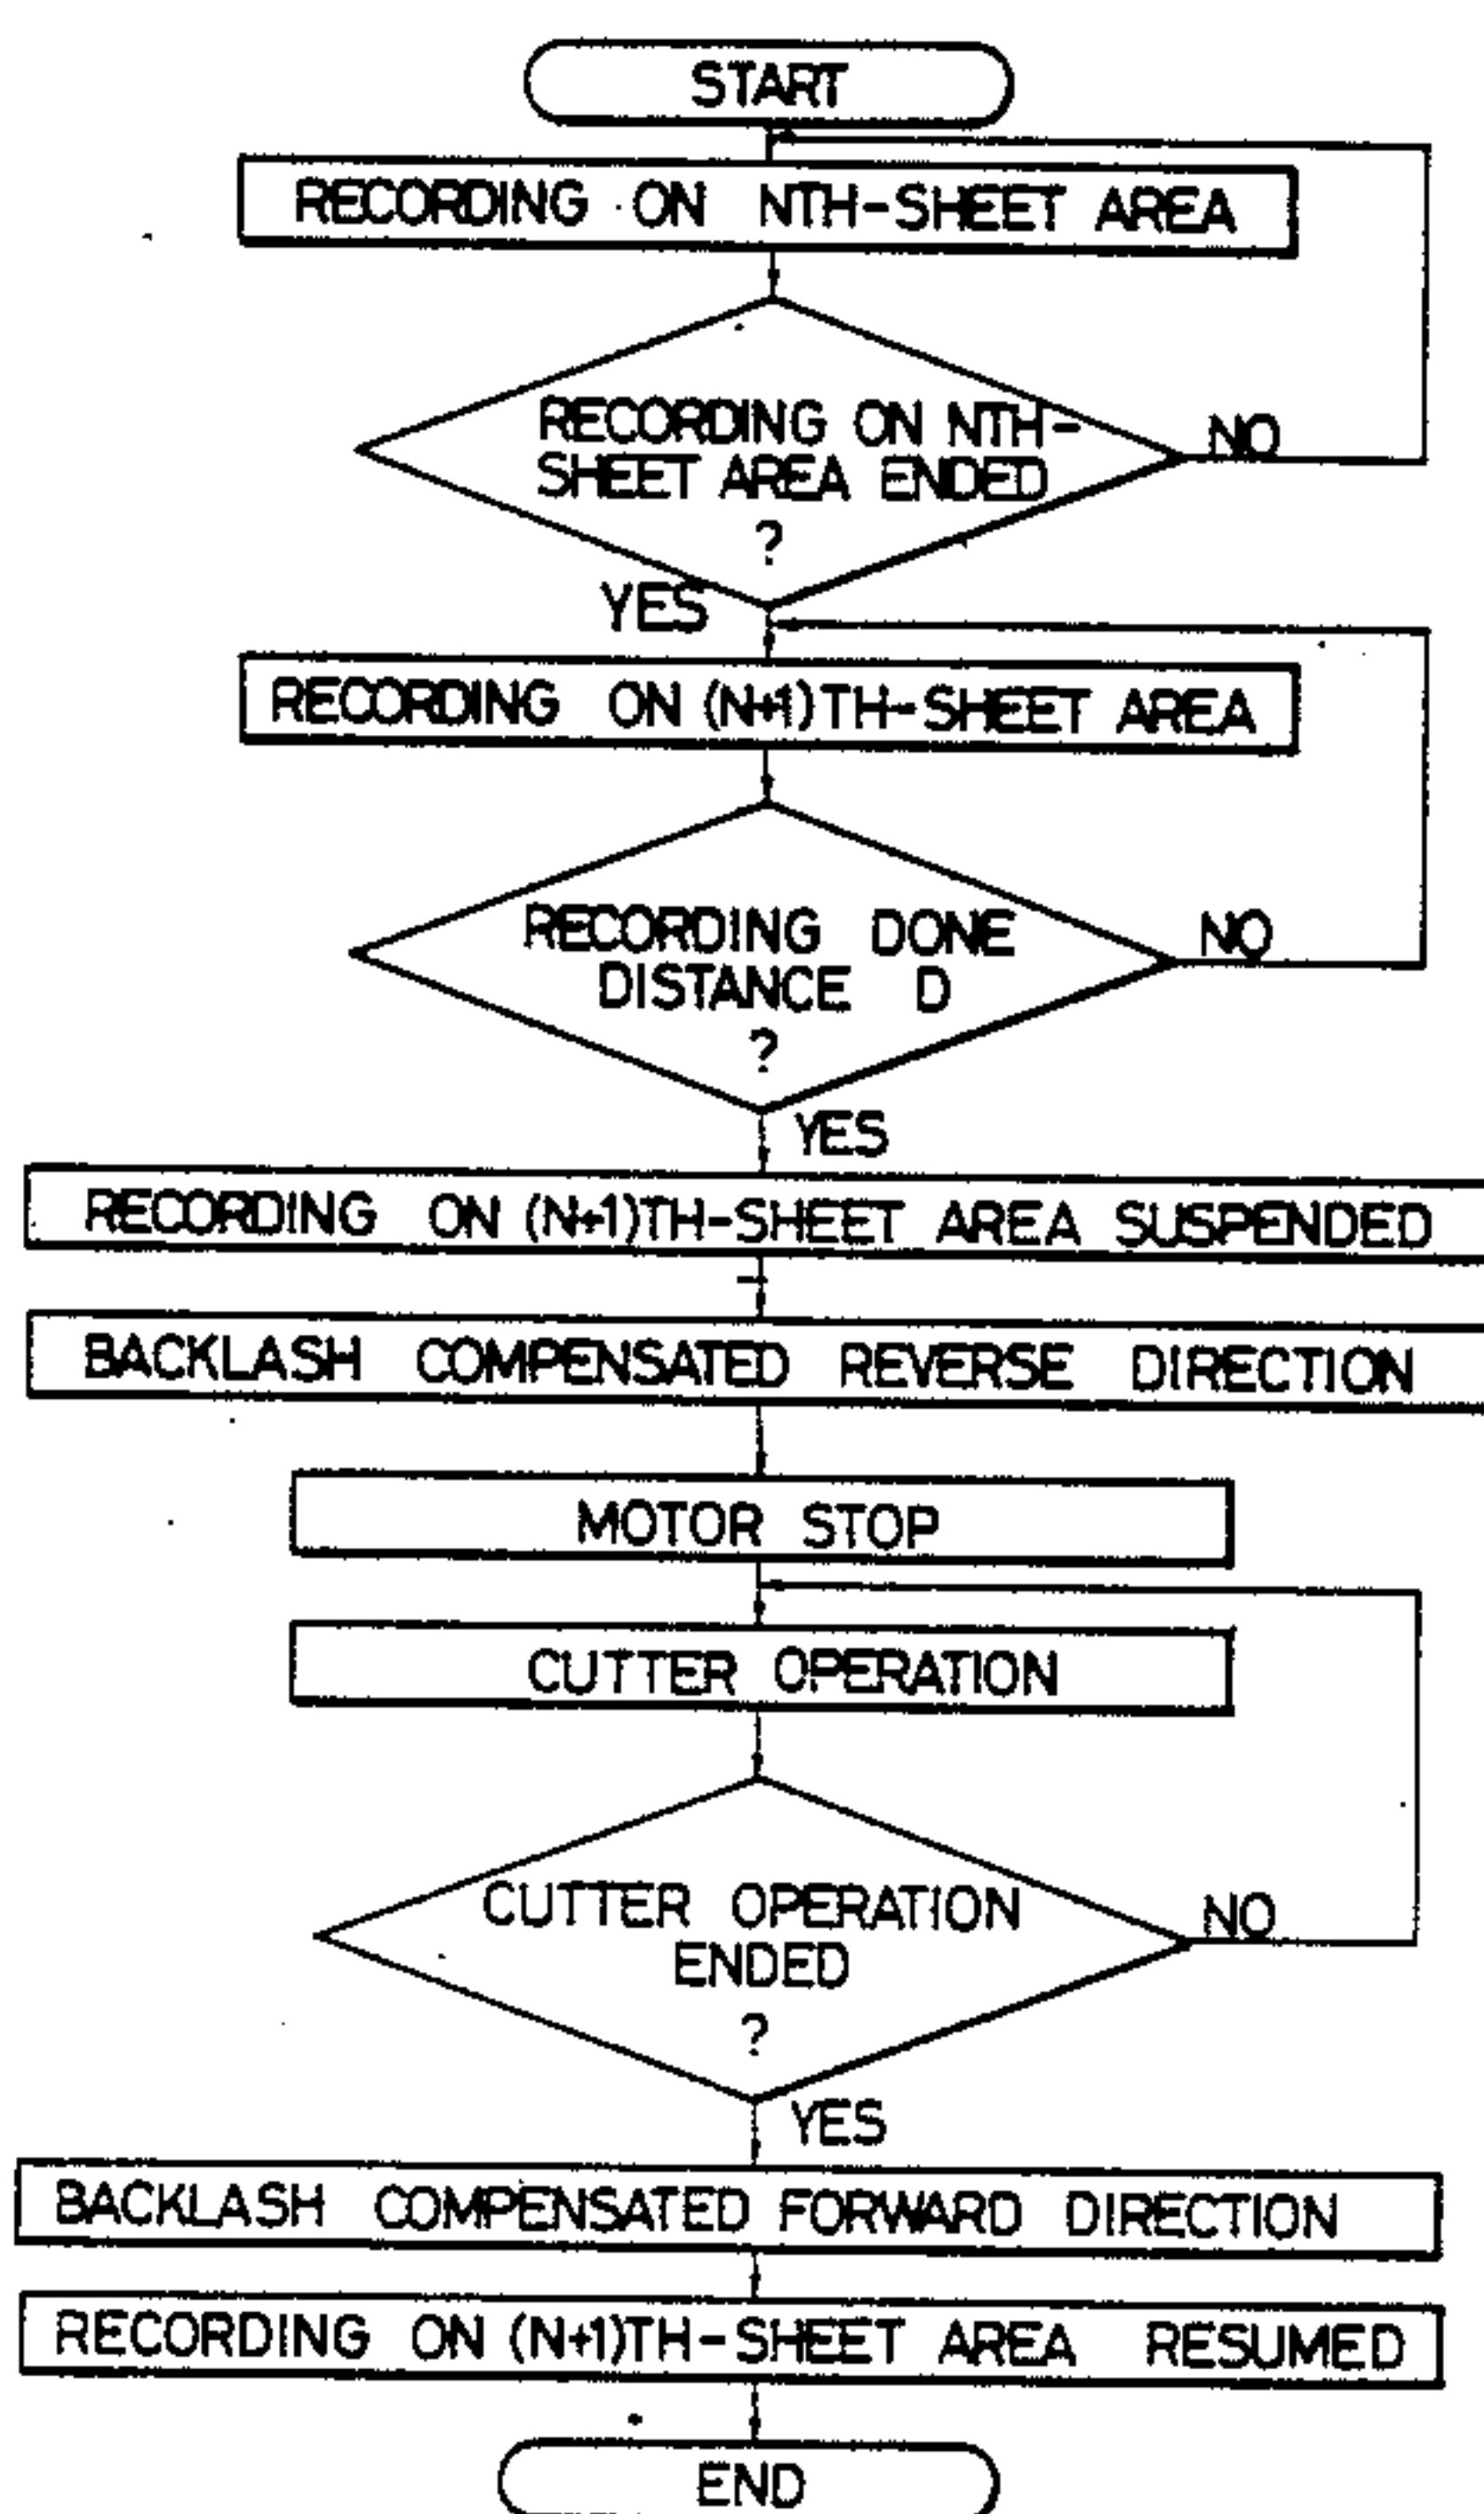 START
RECORDING ON NTH-SHEET AREA
RECORDING ON NTH-
SHEET AREA ENDED
?
NO
YES
RECORDING ON (N+1)TH-SHEET AREA
RECORDING DONE
DISTANCE D
?
NO
YES
RECORDING ON (N+1)TH-SHEET AREA SUSPENDED
BACKLASH COMPENSATED REVERSE DIRECTION
MOTOR STOP
CUTTER OPERATION
CUTTER OPERATION
ENDED
?
NO
YES
BACKLASH COMPENSATED FORWARD DIRECTION
RECORDING ON (N+1)TH-SHEET AREA RESUMED
END